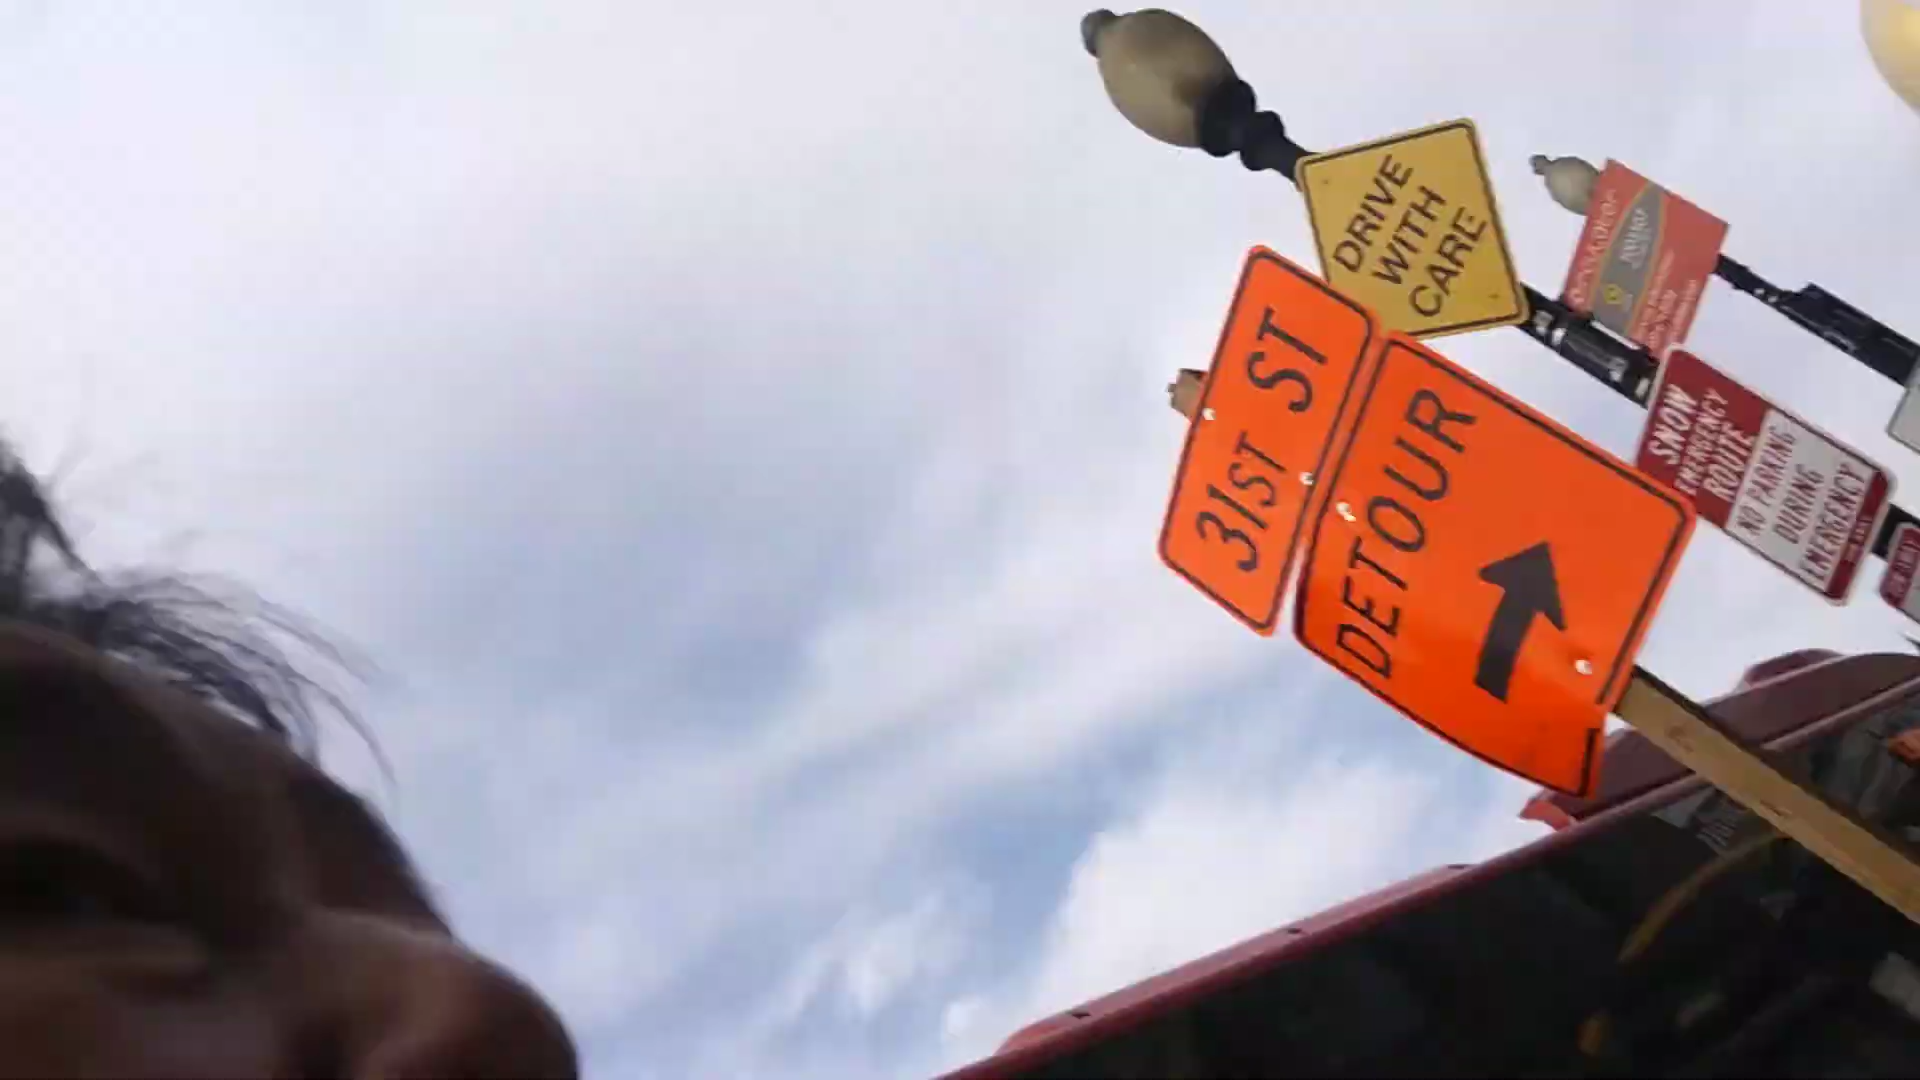 DRIVE
WITH
CARE
31ST ST
DETOUR
SNOW
EMERGENCY
ROUTE
NO PARKING
DURING
EMERGENCY